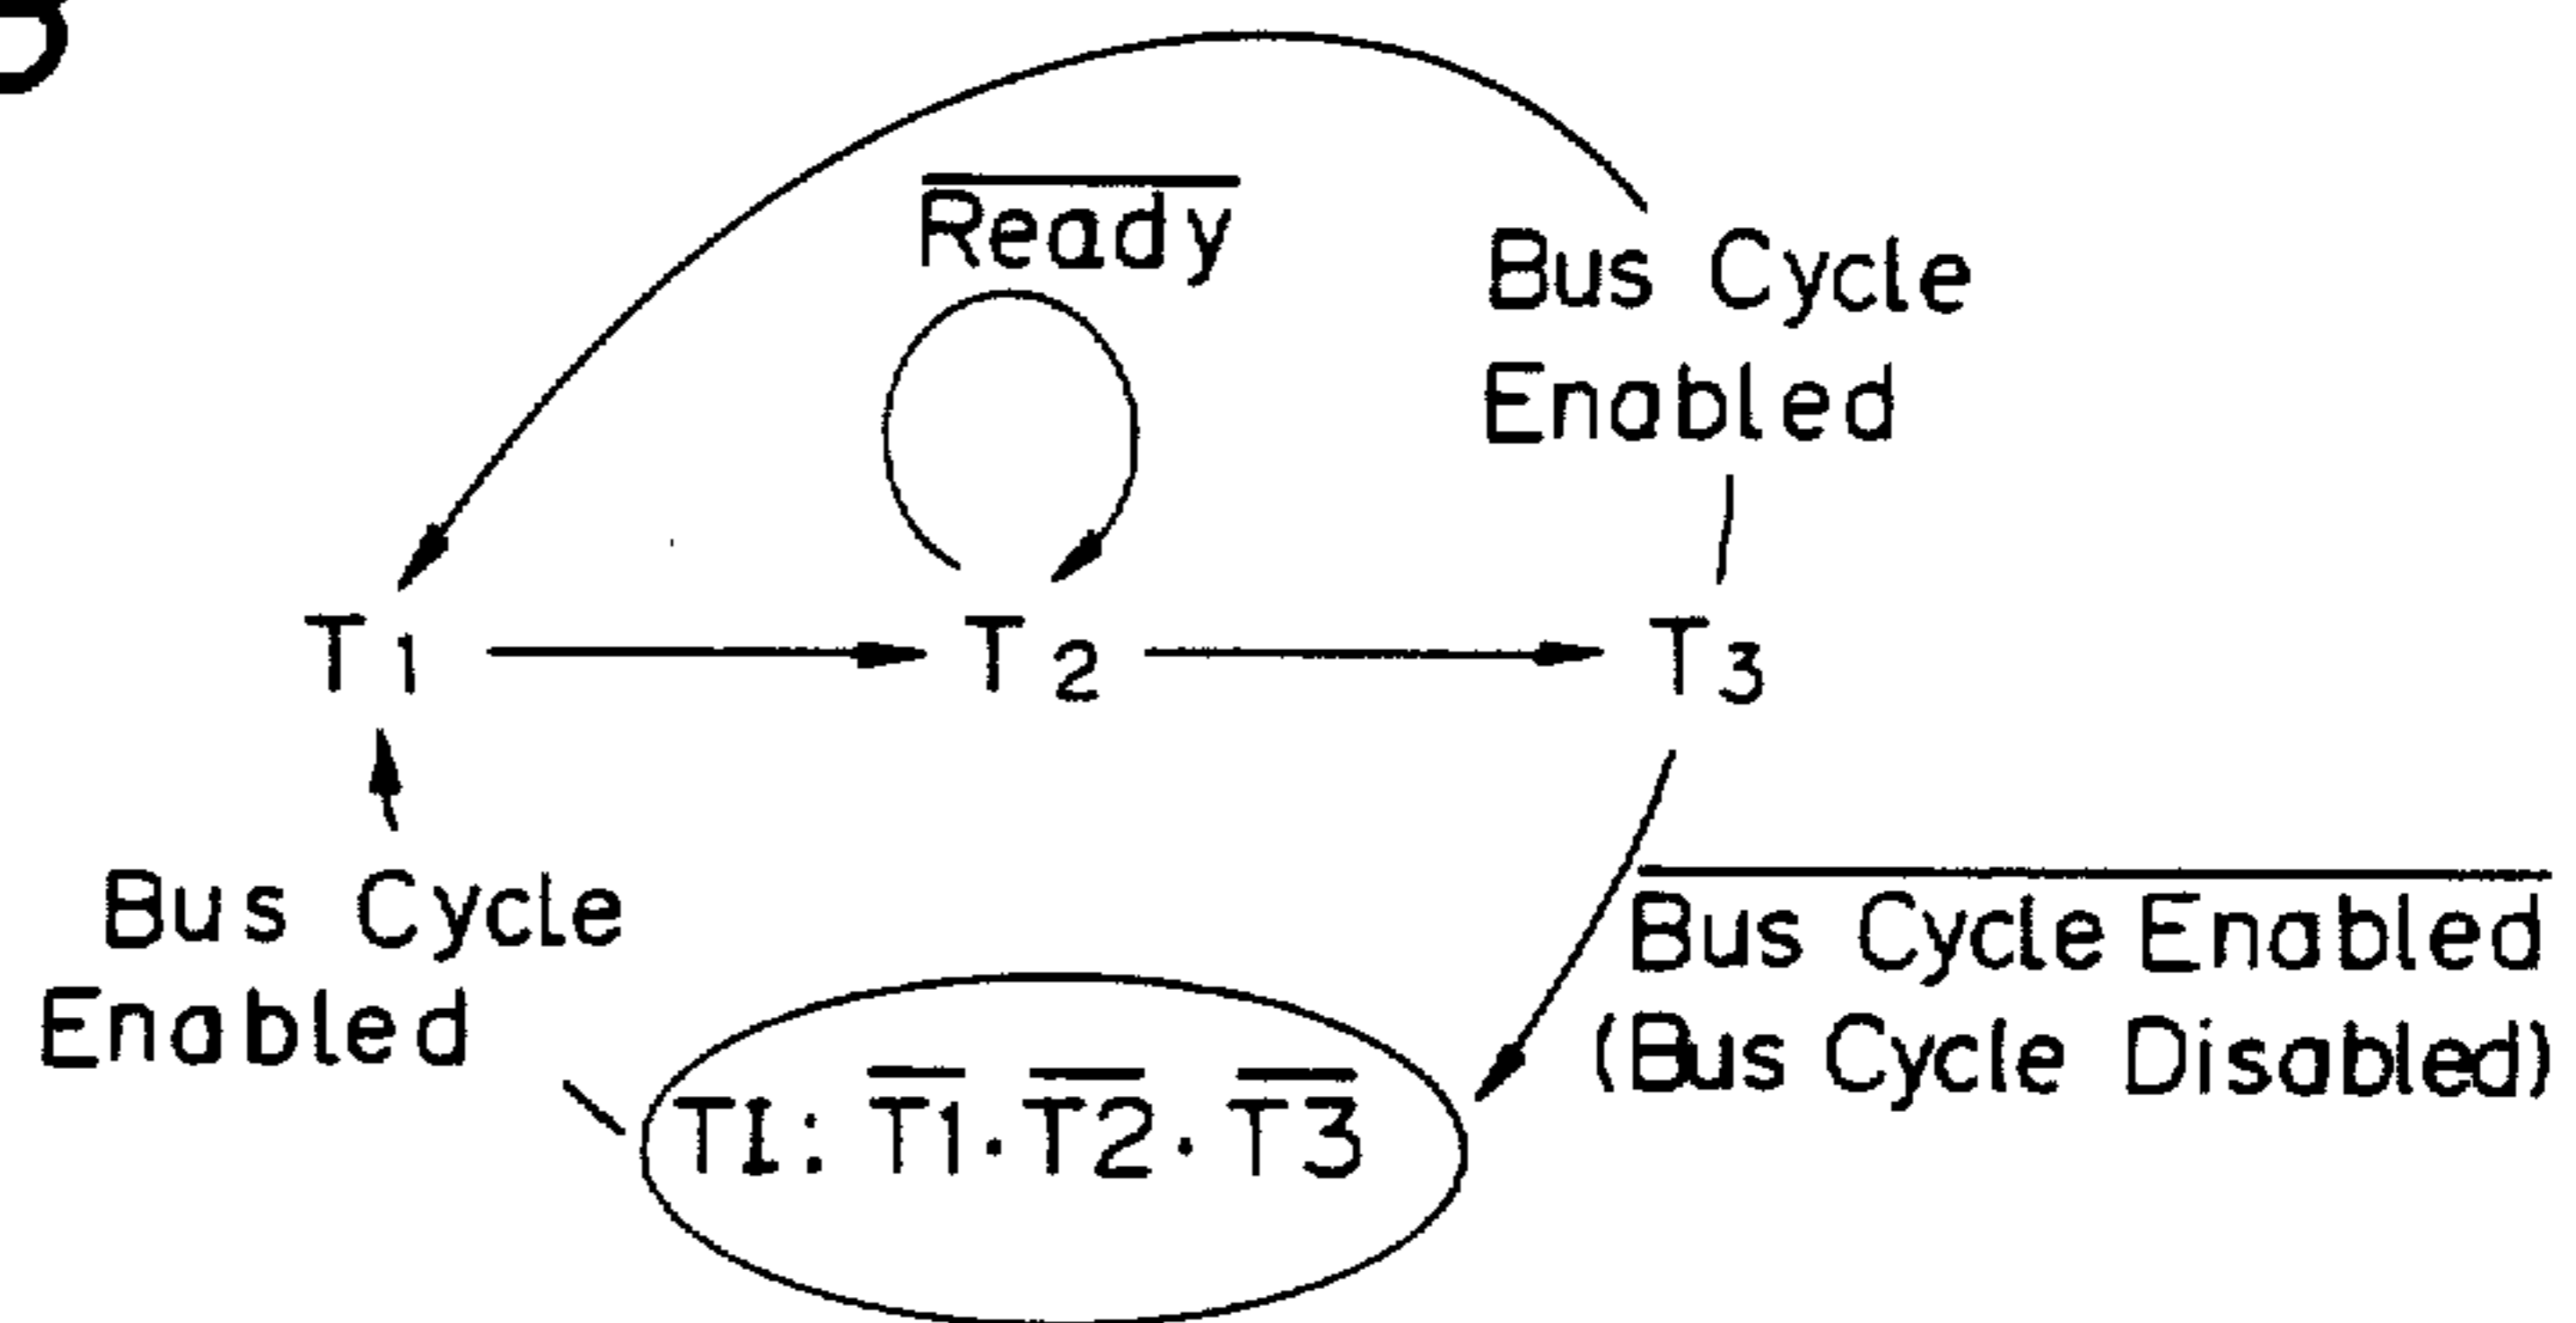 Ready
Bus Cycle
Enabled
T1
T2
T3
Bus Cycle
Enabled
Bus Cycle Enabled
(Bus Cycle Disabled)
TI: T1·T2·T3